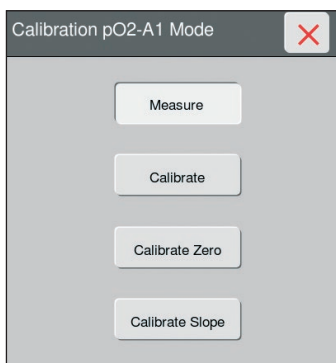 Calibration pO2-A1 Mode
Measure
Calibrate
Calibrate Zero
Calibrate Slope